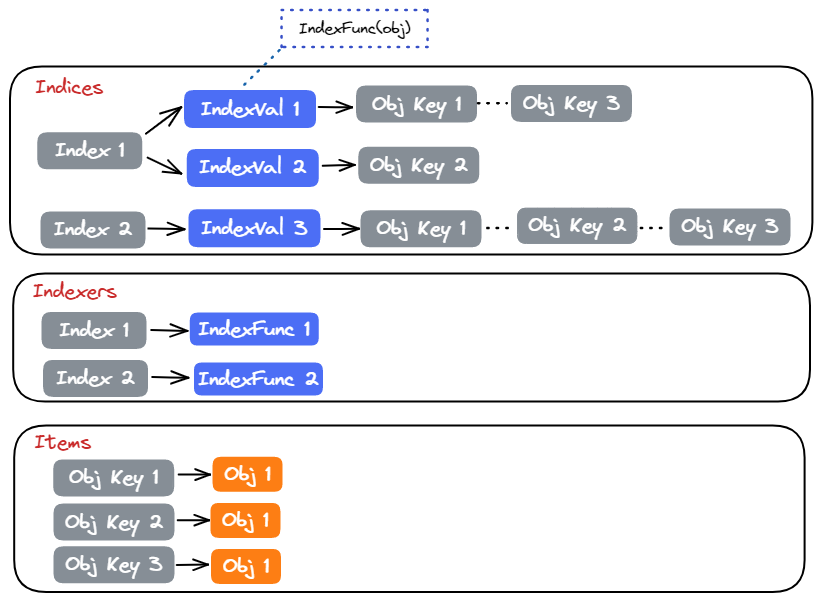 IndexFunc(obj)
Indices
IndexVal 1 Obj Key 1 Obj Key 3
Index 1
IndexVal 2 Obj Key 2
Index 2 IndexVal 3 Obj Key 1 Obj Key 2 Obj Key 3
Indexers
Index 1 IndexFunc 1
Index 2 IndexFunc 2
Items
Obj Key 1 Obj 1
Obj Key 2 Obj 1
Obj Key 3 Obj 1